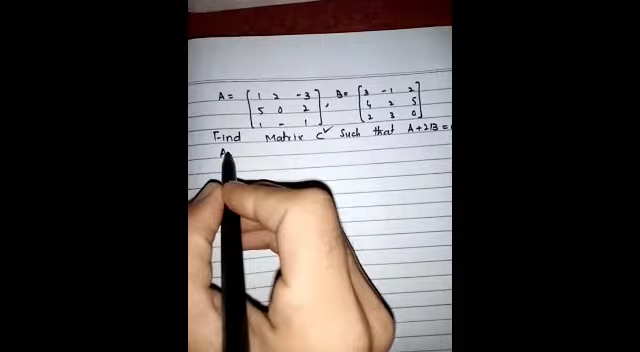 A = [ 1 2 -3 ] , B = [ 3 -1 2 ]
5 0 2 4 2 5
1 - 1 2 3 0
Find Matrix C Such that A + 2B =
A